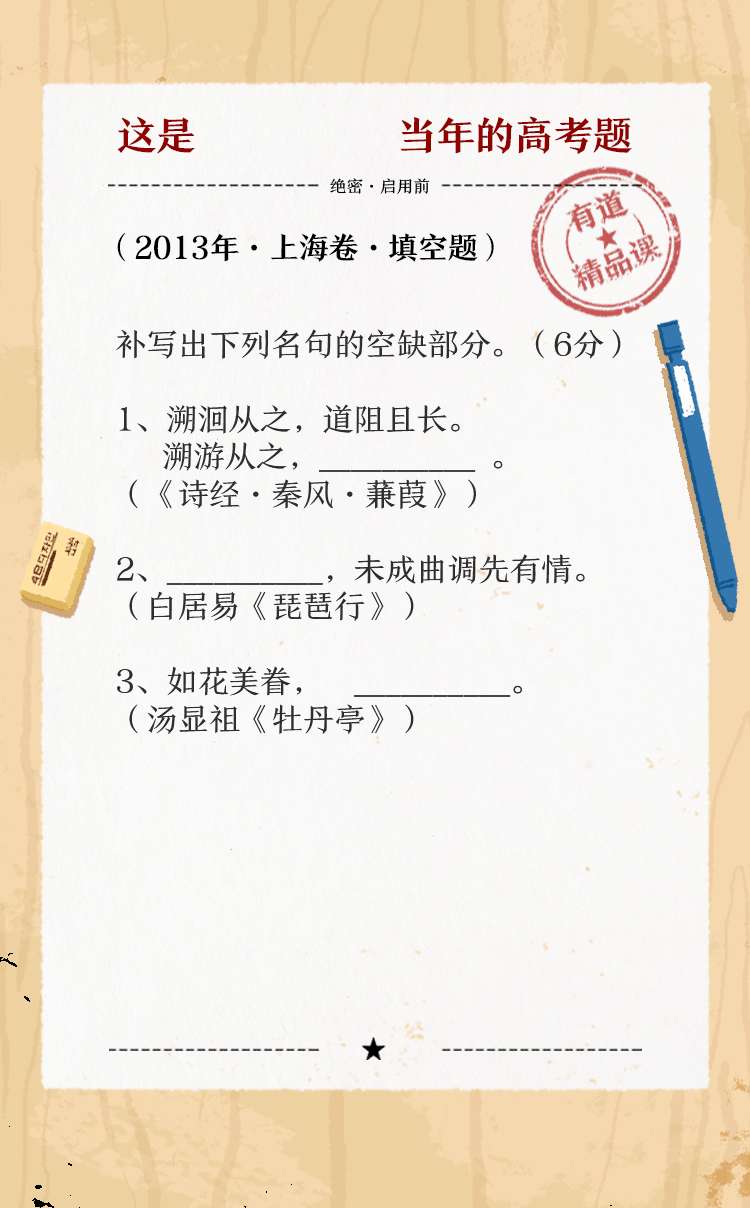 这是 当年的高考题
绝密·启用前
有道
精品课
（2013年·上海卷·填空题）
补写出下列名句的空缺部分。（6分）
1、溯洄从之，道阻且长。
溯游从之，__________ 。
（《诗经·秦风·蒹葭》）
2、__________，未成曲调先有情。
（白居易《琵琶行》）
3、如花美眷， __________。
（汤显祖《牡丹亭》）